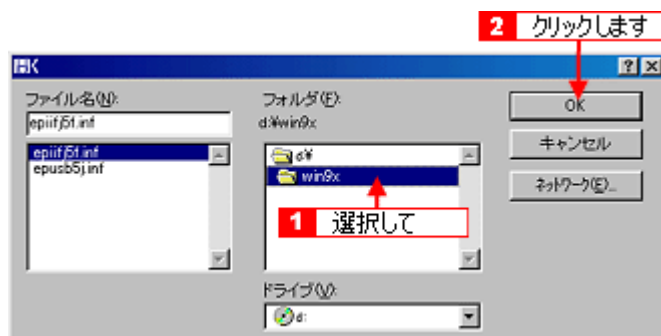 2 クリックします
開く
ファイル名(N):
epiifj5f.inf
epiifj5f.inf
epusb5j.inf
フォルダ(F):
d:¥win9x
d:¥
win9x
1 選択して
ドライブ(V):
d:
OK
キャンセル
ネットワーク(E)...